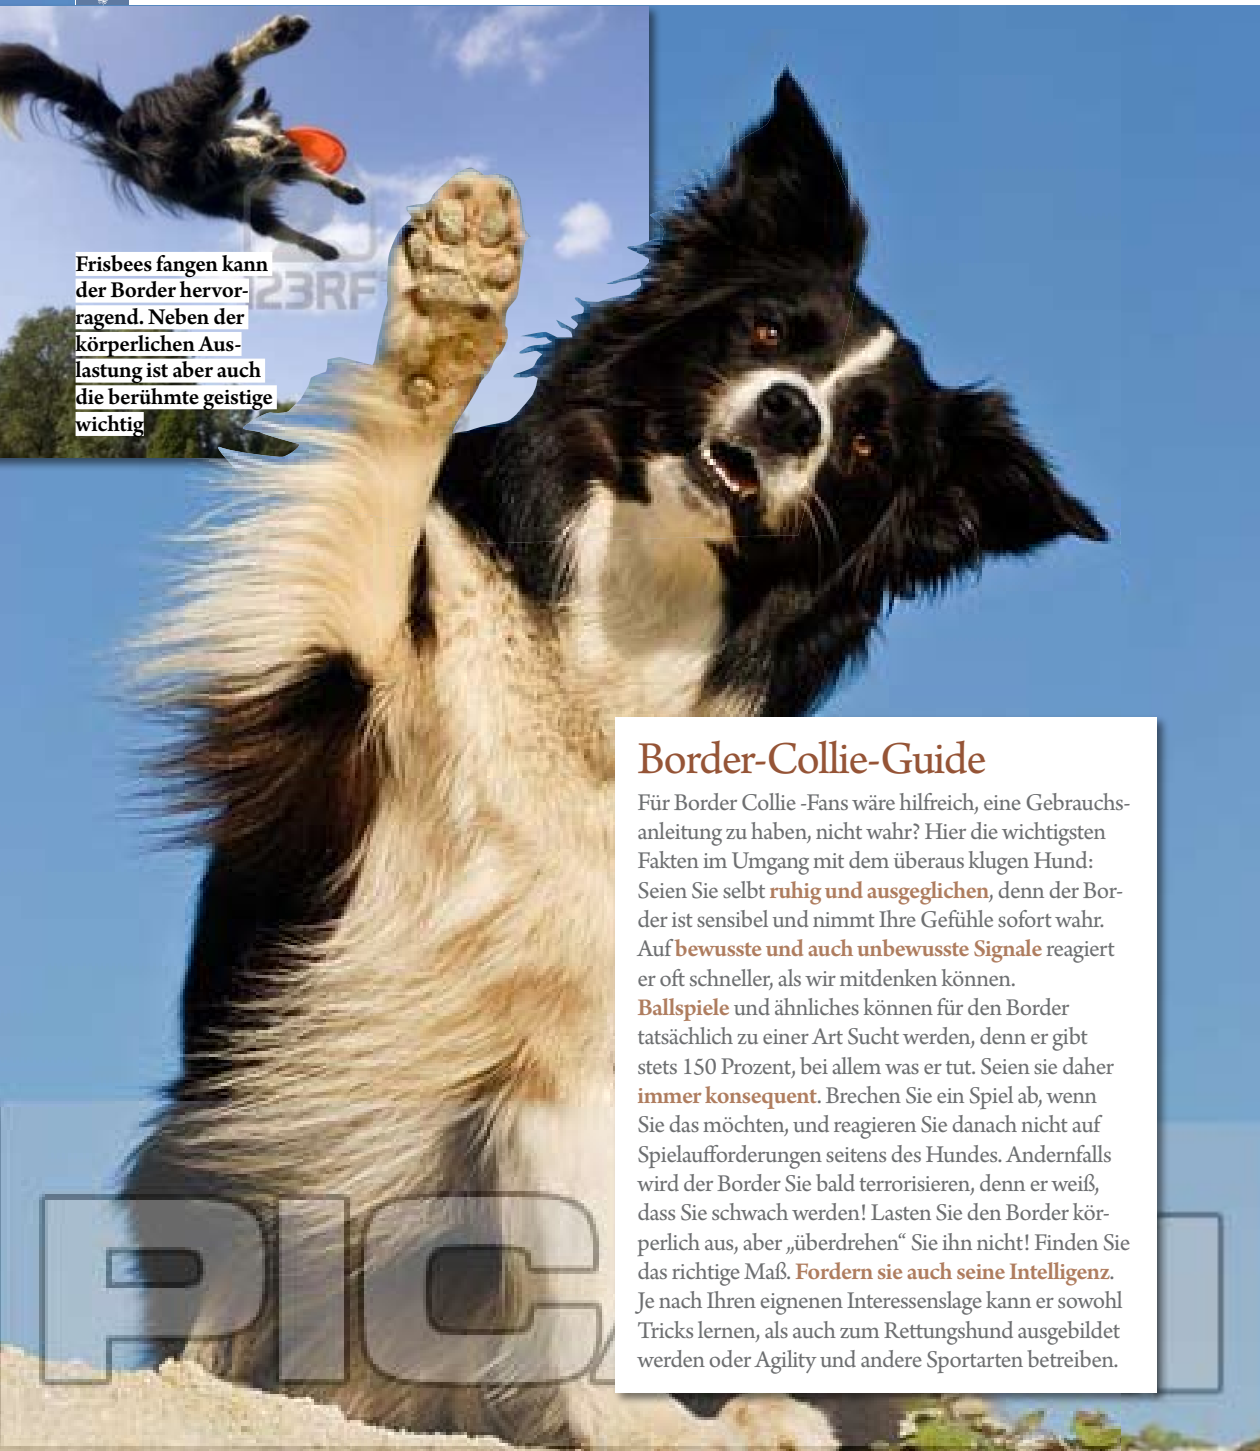 Frisbees fangen kann
der Border hervor-
ragend. Neben der
körperlichen Aus-
lastung ist aber auch
die berühmte geistige
wichtig
123RF
Border-Collie-Guide
Für Border Collie -Fans wäre hilfreich, eine Gebrauchs-
anleitung zu haben, nicht wahr? Hier die wichtigsten
Fakten im Umgang mit dem überaus klugen Hund:
Seien Sie selbt ruhig und ausgeglichen, denn der Bor-
der ist sensibel und nimmt Ihre Gefühle sofort wahr.
Auf bewusste und auch unbewusste Signale reagiert
er oft schneller, als wir mitdenken können.
Ballspiele und ähnliches können für den Border
tatsächlich zu einer Art Sucht werden, denn er gibt
stets 150 Prozent, bei allem was er tut. Seien sie daher
immer konsequent. Brechen Sie ein Spiel ab, wenn
Sie das möchten, und reagieren Sie danach nicht auf
Spielaufforderungen seitens des Hundes. Andernfalls
wird der Border Sie bald terrorisieren, denn er weiß,
dass Sie schwach werden! Lasten Sie den Border kör-
perlich aus, aber „überdrehen“ Sie ihn nicht! Finden Sie
das richtige Maß. Fordern sie auch seine Intelligenz.
Je nach Ihren eignenen Interessenslage kann er sowohl
Tricks lernen, als auch zum Rettungshund ausgebildet
werden oder Agility und andere Sportarten betreiben.